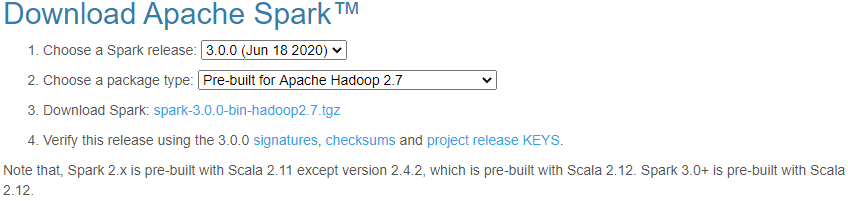 Download Apache Spark™
1. Choose a Spark release: 3.0.0 (Jun 18 2020)
2. Choose a package type: Pre-built for Apache Hadoop 2.7
3. Download Spark: spark-3.0.0-bin-hadoop2.7.tgz
4. Verify this release using the 3.0.0 signatures, checksums and project release KEYS.
Note that, Spark 2.x is pre-built with Scala 2.11 except version 2.4.2, which is pre-built with Scala 2.12. Spark 3.0+ is pre-built with Scala
2.12.